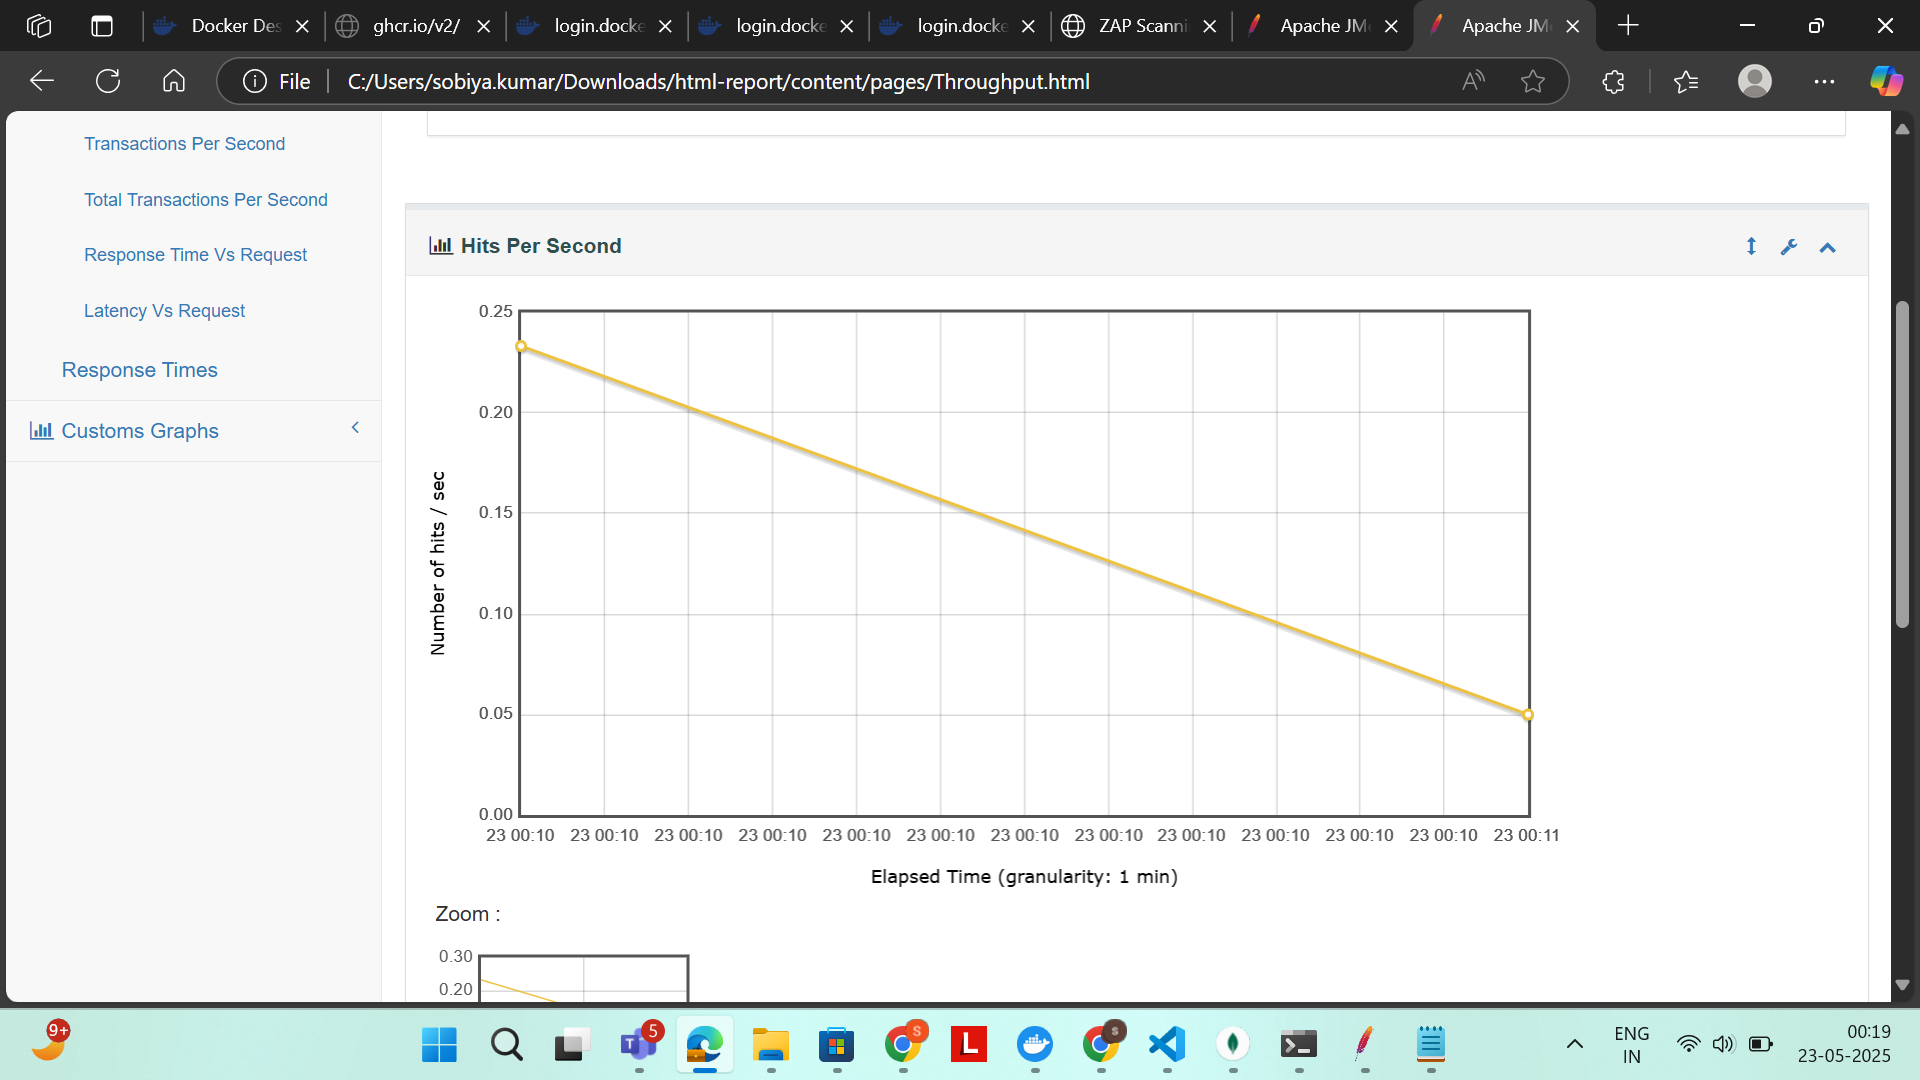 Docker Des
ghcr.io/v2/
login.docke
login.docke
login.docke
ZAP Scanni
Apache JM
Apache JM
File
C:/Users/sobiya.kumar/Downloads/html-report/content/pages/Throughput.html
Transactions Per Second
Total Transactions Per Second
Response Time Vs Request
Latency Vs Request
Response Times
Customs Graphs
Hits Per Second
0.25
0.20
0.15
0.10
0.05
0.00
Number of hits / sec
23 00:10 23 00:10 23 00:10 23 00:10 23 00:10 23 00:10 23 00:10 23 00:10 23 00:10 23 00:10 23 00:10 23 00:10 23 00:11
Elapsed Time (granularity: 1 min)
Zoom :
0.30
0.20
9+
5
S
L
S
ENG
IN
00:19
23-05-2025